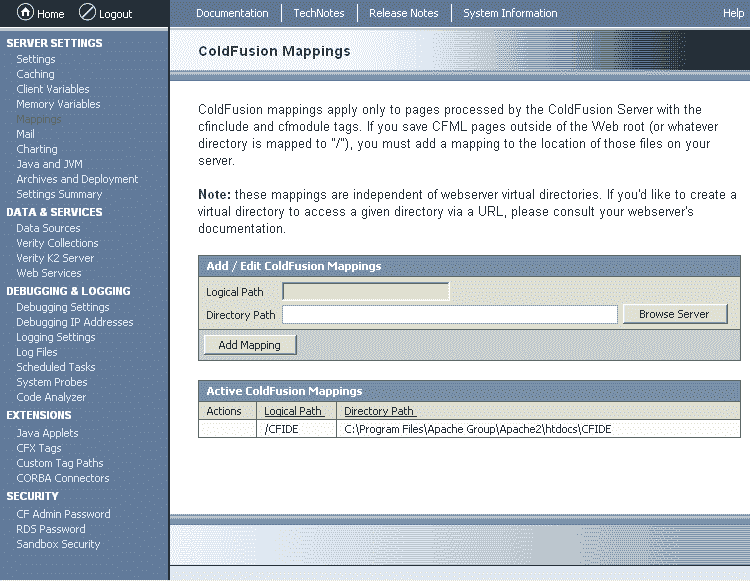 Home Logout Documentation TechNotes Release Notes System Information Help
SERVER SETTINGS
Settings
Caching
Client Variables
Memory Variables
Mappings
Mail
Charting
Java and JVM
Archives and Deployment
Settings Summary
DATA & SERVICES
Data Sources
Verity Collections
Verity K2 Server
Web Services
DEBUGGING & LOGGING
Debugging Settings
Debugging IP Addresses
Logging Settings
Log Files
Scheduled Tasks
System Probes
Code Analyzer
EXTENSIONS
Java Applets
CFX Tags
Custom Tag Paths
CORBA Connectors
SECURITY
CF Admin Password
RDS Password
Sandbox Security
ColdFusion Mappings
ColdFusion mappings apply only to pages processed by the ColdFusion Server with the
cfinclude and cfmodule tags. If you save CFML pages outside of the Web root (or whatever
directory is mapped to "/"), you must add a mapping to the location of those files on your
server.
Note: these mappings are independent of webserver virtual directories. If you'd like to create a
virtual directory to access a given directory via a URL, please consult your webserver's
documentation.
Add / Edit ColdFusion Mappings
Logical Path
Directory Path Browse Server
Add Mapping
Active ColdFusion Mappings
Actions Logical Path Directory Path
/CFIDE C:\Program Files\Apache Group\Apache2\htdocs\CFIDE